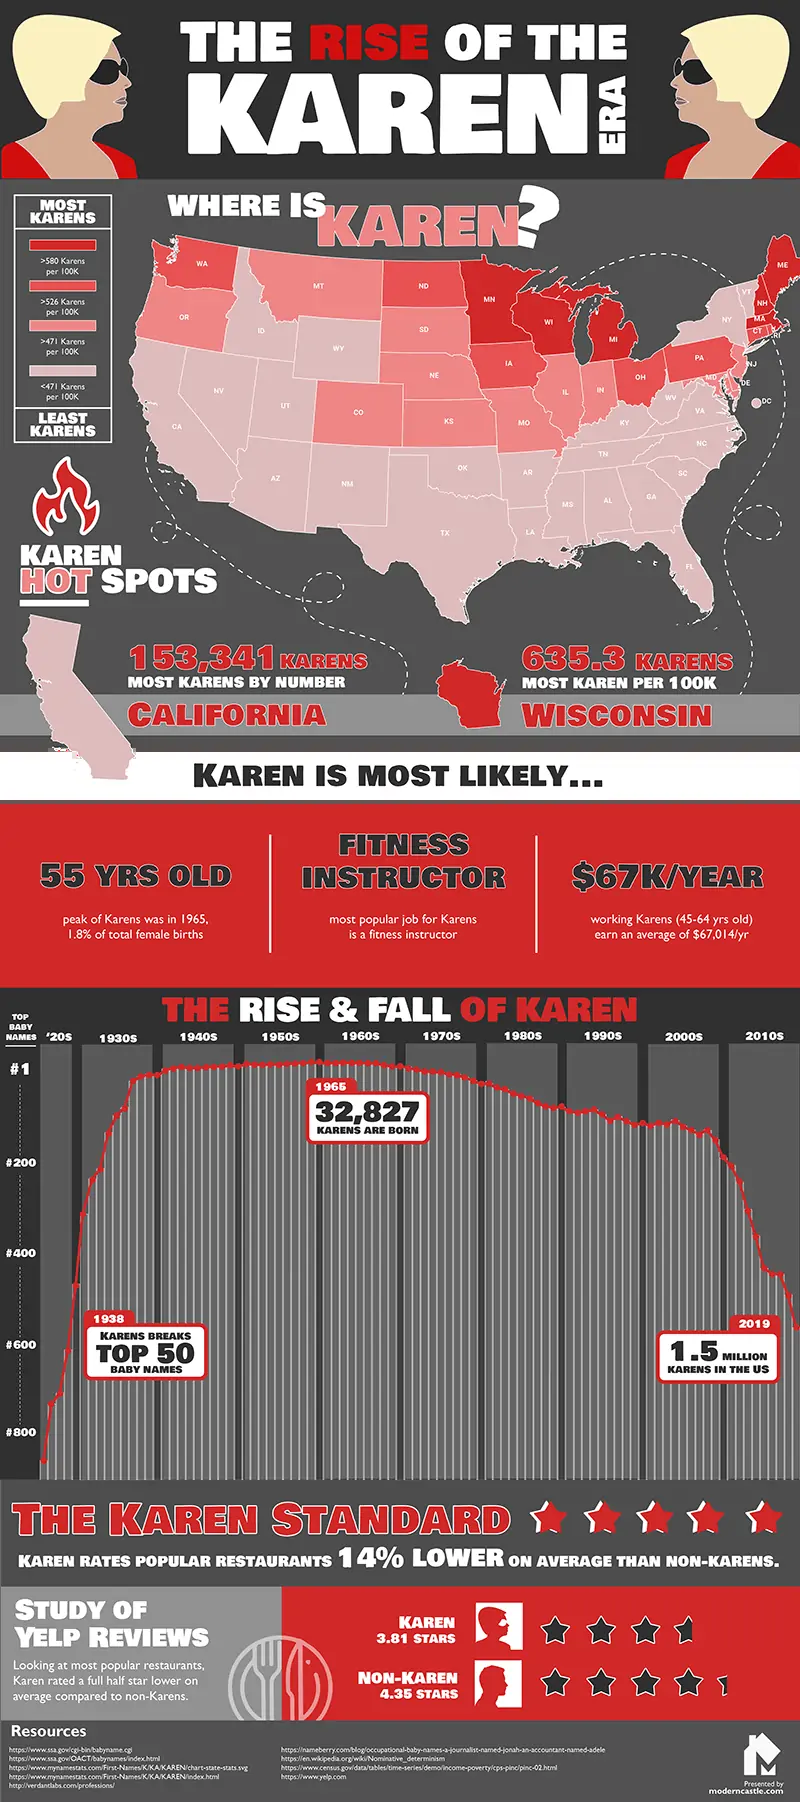 THE RISE OF THE
KAREN ERA
WHERE IS KAREN?
MOST
KARENS
>580 Karens
per 100K
>526 Karens
per 100K
>471 Karens
per 100K
<471 Karens
per 100K
LEAST
KARENS
WA
OR
CA
NV
ID
MT
WY
UT
AZ
CO
NM
ND
SD
NE
KS
OK
TX
MN
IA
MO
AR
LA
WI
IL
MI
IN
OH
KY
TN
MS
AL
GA
FL
SC
NC
VA
WV
PA
NY
VT
NH
ME
MA
CT
RI
NJ
DE
MD
DC
KAREN
HOT SPOTS
153,341 KARENS
MOST KARENS BY NUMBER
CALIFORNIA
635.3 KARENS
MOST KAREN PER 100K
WISCONSIN
KAREN IS MOST LIKELY...
55 YRS OLD
peak of Karens was in 1965,
1.8% of total female births
FITNESS
INSTRUCTOR
most popular job for Karens
is a fitness instructor
$67K/YEAR
working Karens (45-64 yrs old)
earn an average of $67,014/yr
THE RISE & FALL OF KAREN
TOP
BABY
NAMES
'20S
1930S
1940S
1950S
1960S
1970S
1980S
1990S
2000S
2010S
#1
#200
#400
#600
#800
1965
32,827
KARENS ARE BORN
1938
KARENS BREAKS
TOP 50
BABY NAMES
2019
1.5 MILLION
KARENS IN THE US
THE KAREN STANDARD
KAREN RATES POPULAR RESTAURANTS 14% LOWER ON AVERAGE THAN NON-KARENS.
STUDY OF
YELP REVIEWS
Looking at most popular restaurants,
Karen rated a full half star lower on
average compared to non-Karens.
KAREN
3.81 STARS
NON-KAREN
4.35 STARS
Resources
https://www.ssa.gov/cgi-bin/babyname.cgi
https://www.ssa.gov/OACT/babynames/index.html
https://www.mynamestats.com/First-Names/K/KA/KAREN/chart-state-stats.svg
https://www.mynamestats.com/First-Names/K/KA/KAREN/index.html
http://verdantlabs.com/professions/
https://nameberry.com/blog/occupational-baby-names-a-journalist-named-jonah-an-accountant-named-adele
https://en.wikipedia.org/wiki/Nominative_determinism
https://www.census.gov/data/tables/time-series/demo/income-poverty/cps-pinc/pinc-02.html
https://www.yelp.com
Presented by
moderncastle.com